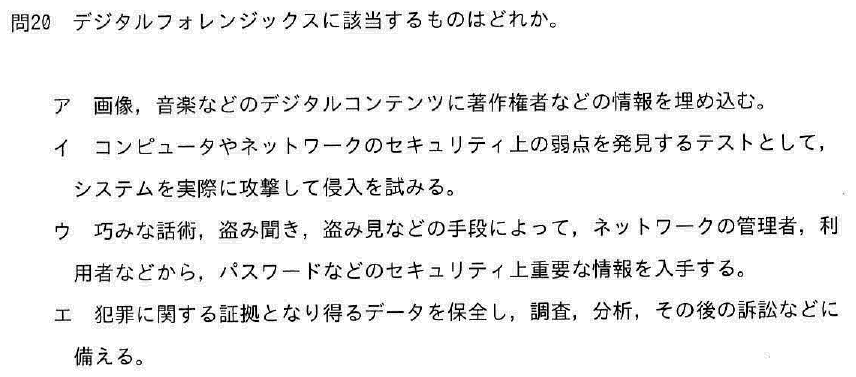 問20 デジタルフォレンジックスに該当するものはどれか。
ア 画像，音楽などのデジタルコンテンツに著作権者などの情報を埋め込む。
イ コンピュータやネットワークのセキュリティ上の弱点を発見するテストとして，
システムを実際に攻撃して侵入を試みる。
ウ 巧みな話術，盗み聞き，盗み見などの手段によって，ネットワークの管理者，利
用者などから，パスワードなどのセキュリティ上重要な情報を入手する。
エ 犯罪に関する証拠となり得るデータを保全し，調査，分析，その後の訴訟などに
備える。